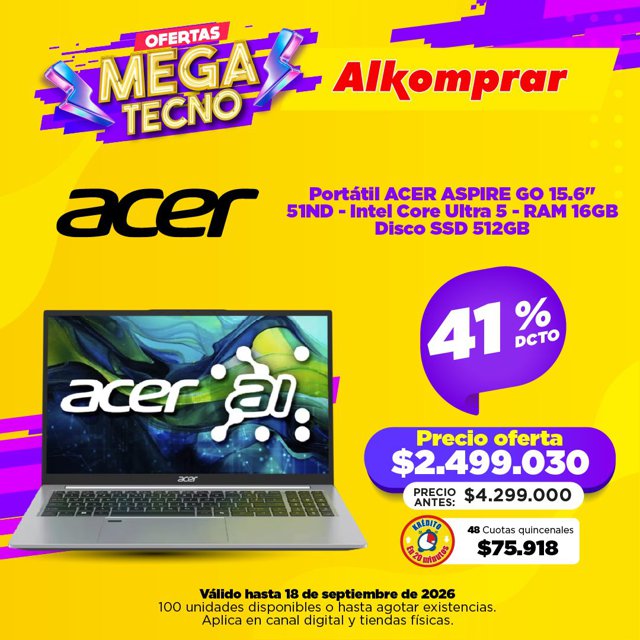 OFERTAS
MEGA
TECNO
Alkomprar
acer
Portátil ACER ASPIRE GO 15.6"
51ND - Intel Core Ultra 5 - RAM 16GB
Disco SSD 512GB
41 % DCTO
acer ai
acer
Precio oferta
$2.499.030
PRECIO ANTES: $4.299.000
KRÉDITO
En 20 minutos
48 Cuotas quincenales
$75.918
Válido hasta 18 de septiembre de 2026
100 unidades disponibles o hasta agotar existencias.
Aplica en canal digital y tiendas físicas.